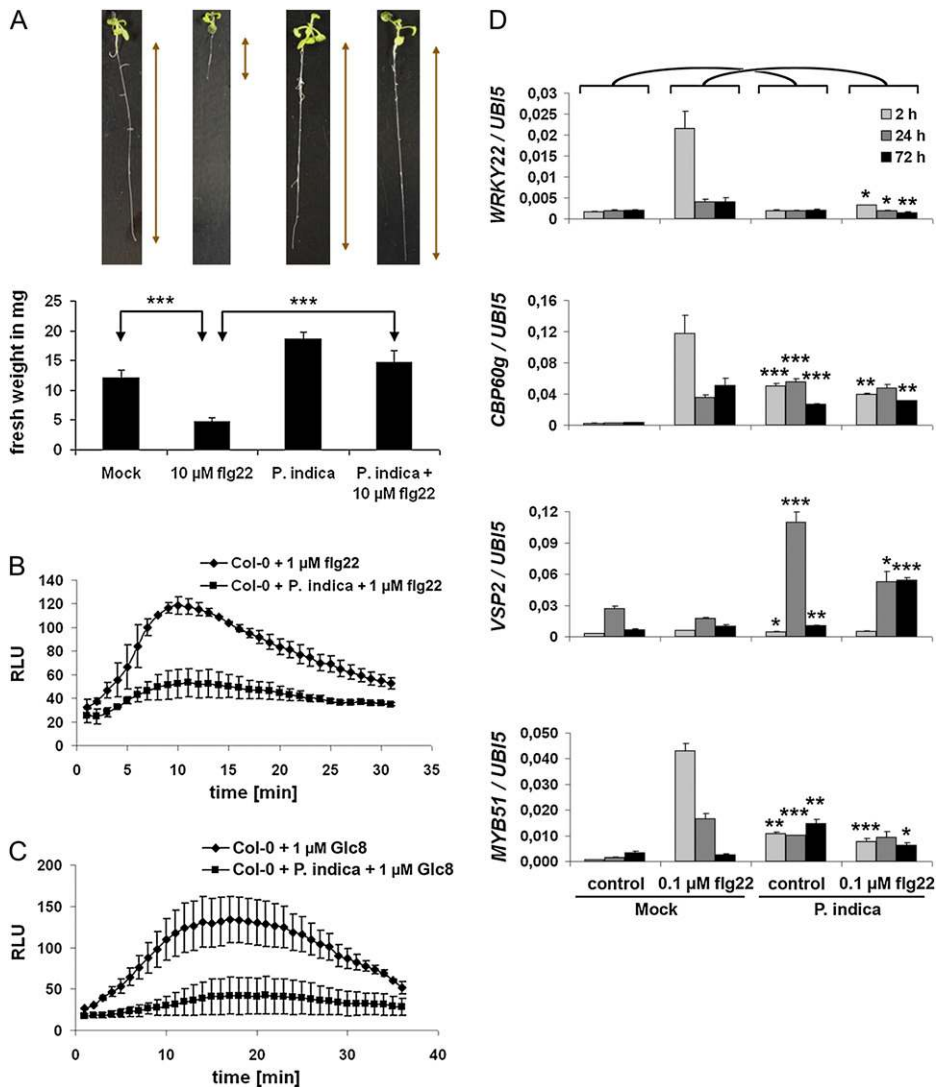 A
***
***
25
20
15
10
5
0
fresh weight in mg
Mock
10 µM flg22
P. indica
P. indica +
10 µM flg22
B
Col-0 + 1 µM flg22
Col-0 + P. indica + 1 µM flg22
140
120
100
80
60
40
20
0
RLU
0 5 10 15 20 25 30 35
time [min]
C
Col-0 + 1 µM Glc8
Col-0 + P. indica + 1 µM Glc8
200
150
100
50
0
RLU
0 10 20 30 40
time [min]
D
0,03
0,025
0,02
0,015
0,01
0,005
0
WRKY22 / UBI5
2 h
24 h
72 h
* * **
0,16
0,12
0,08
0,04
0
CBP60g / UBI5
*** *** *** ** **
0,12
0,09
0,06
0,03
0
VSP2 / UBI5
* *** ** * ***
0,050
0,040
0,030
0,020
0,010
0,000
MYB51 / UBI5
** *** ** *** *
control 0.1 µM flg22 control 0.1 µM flg22
Mock P. indica